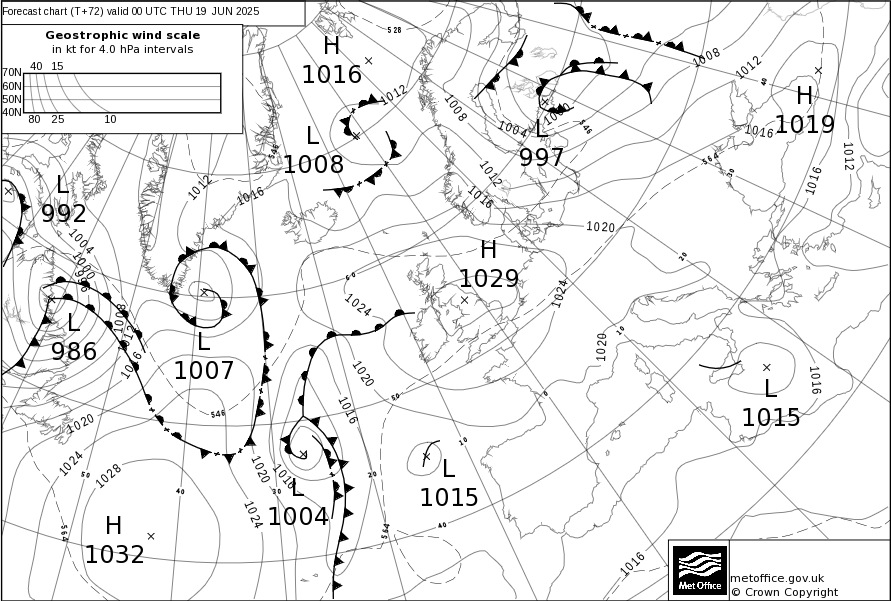 Forecast chart (T+72) valid 00 UTC THU 19 JUN 2025
Geostrophic wind scale
in kt for 4.0 hPa intervals
40 15
70N
60N
50N
40N
80 25 10
528
H
1016
1008
1012
40
H
1019
1012
1008
1000
1004
L
997
546
1016
564
30
1012
1016
L
1008
546
1012
1016
1012
1016
L
992
1004
1000
996
1020
20
H
1029
60
1024
1024
1008
1012
1016
L
986
L
1007
10
1020
1020
1016
L
1015
0
50
1016
546
1020
1024
1028
50
40
1020
1016
30
20
10
L
1015
L
1004
1024
40
564
564
H
1032
1016
Met Office
metoffice.gov.uk
© Crown Copyright